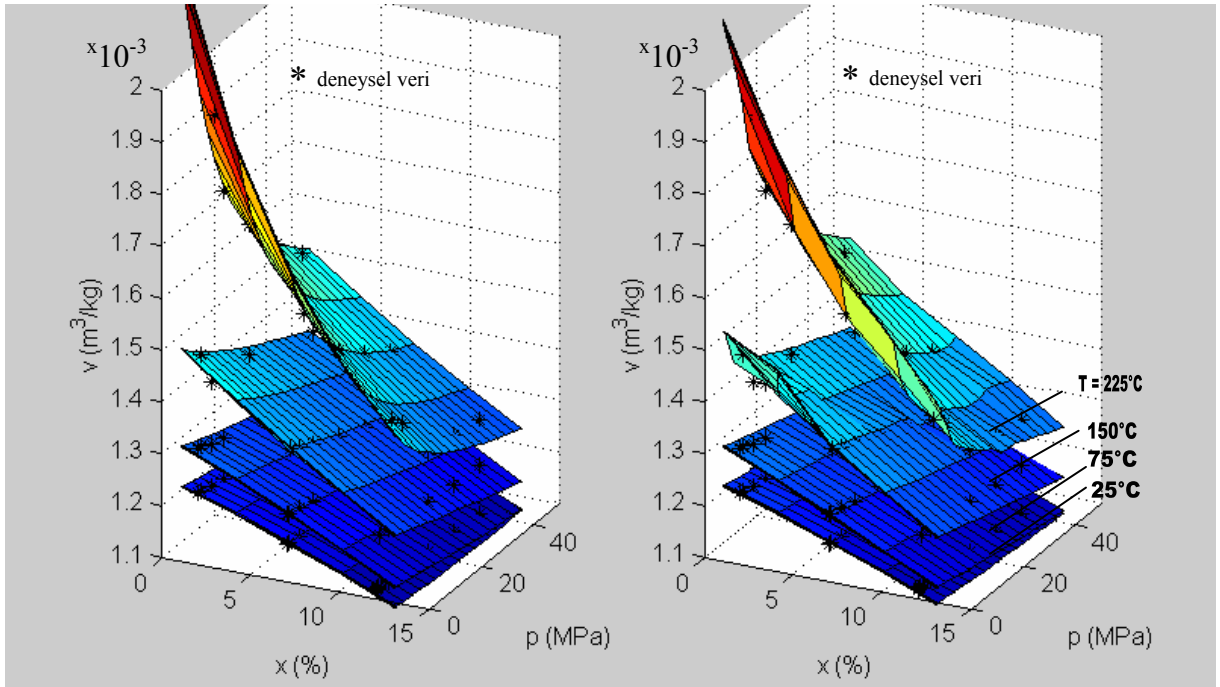 x10-3
* deneysel veri
2
1.9
1.8
1.7
1.6
1.5
1.4
1.3
1.2
1.1
v (m3/kg)
0
5
10
15
x (%)
0
20
40
p (MPa)
x10-3
* deneysel veri
2
1.9
1.8
1.7
1.6
1.5
1.4
1.3
1.2
1.1
v (m3/kg)
0
5
10
15
x (%)
0
20
40
p (MPa)
T = 225°C
150°C
75°C
25°C